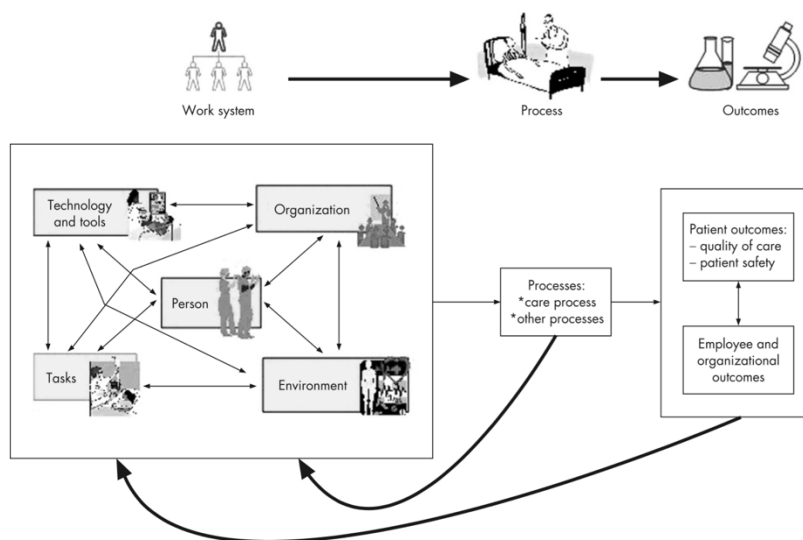 Work system
Process
Outcomes
Technology
and tools
Organization
Person
Tasks
Environment
Processes:
*care process
*other processes
Patient outcomes:
– quality of care
– patient safety
Employee and
organizational
outcomes